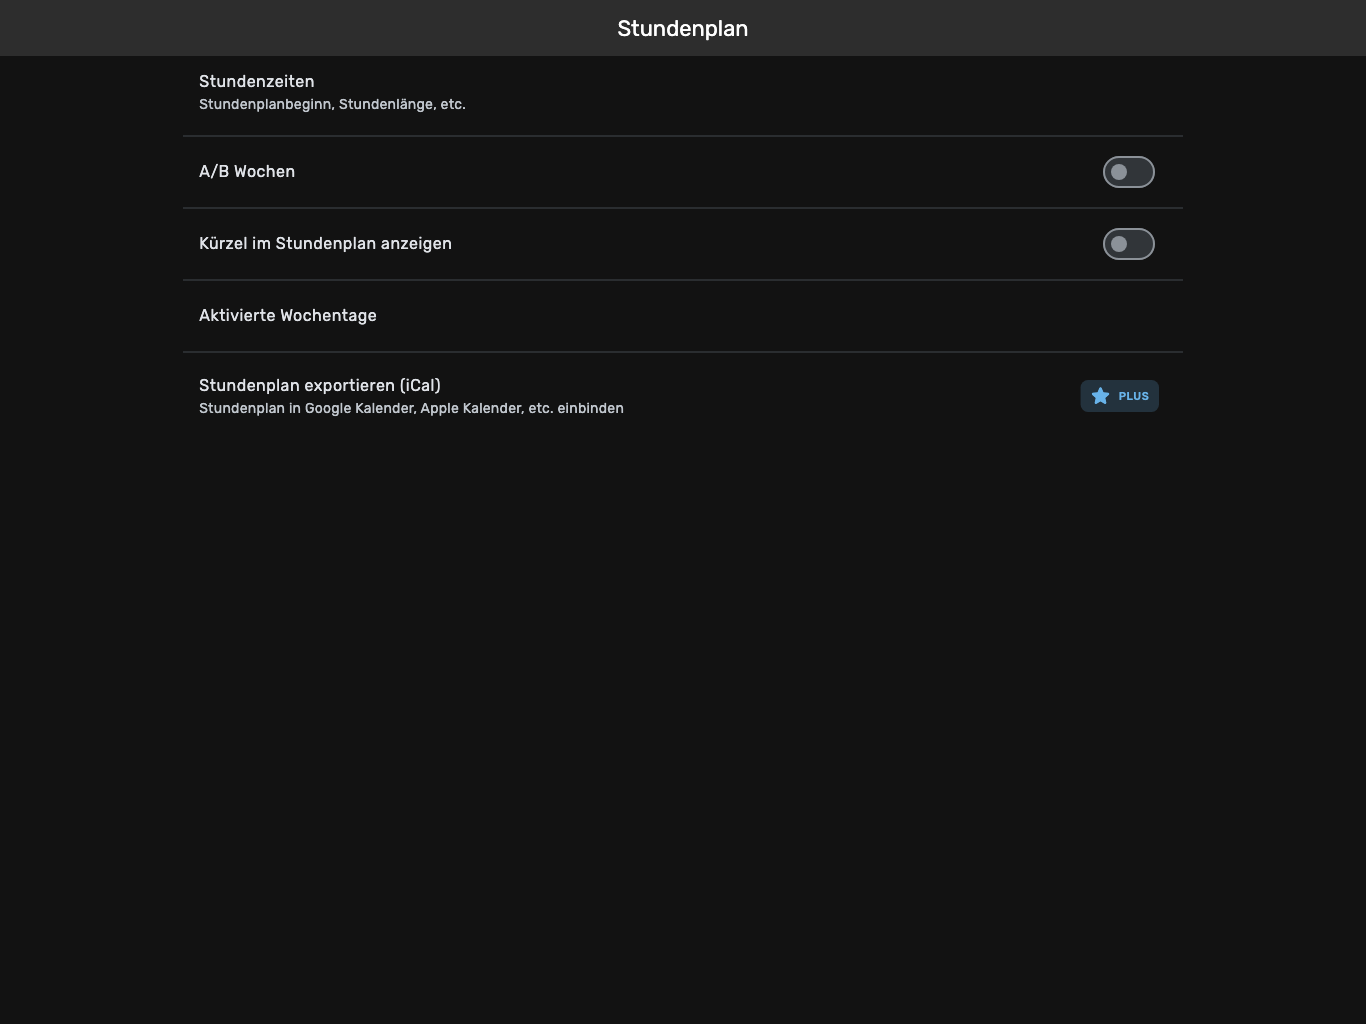 Stundenplan
Stundenzeiten
Stundenplanbeginn, Stundenlänge, etc.
A/B Wochen
Kürzel im Stundenplan anzeigen
Aktivierte Wochentage
Stundenplan exportieren (iCal)
Stundenplan in Google Kalender, Apple Kalender, etc. einbinden
PLUS